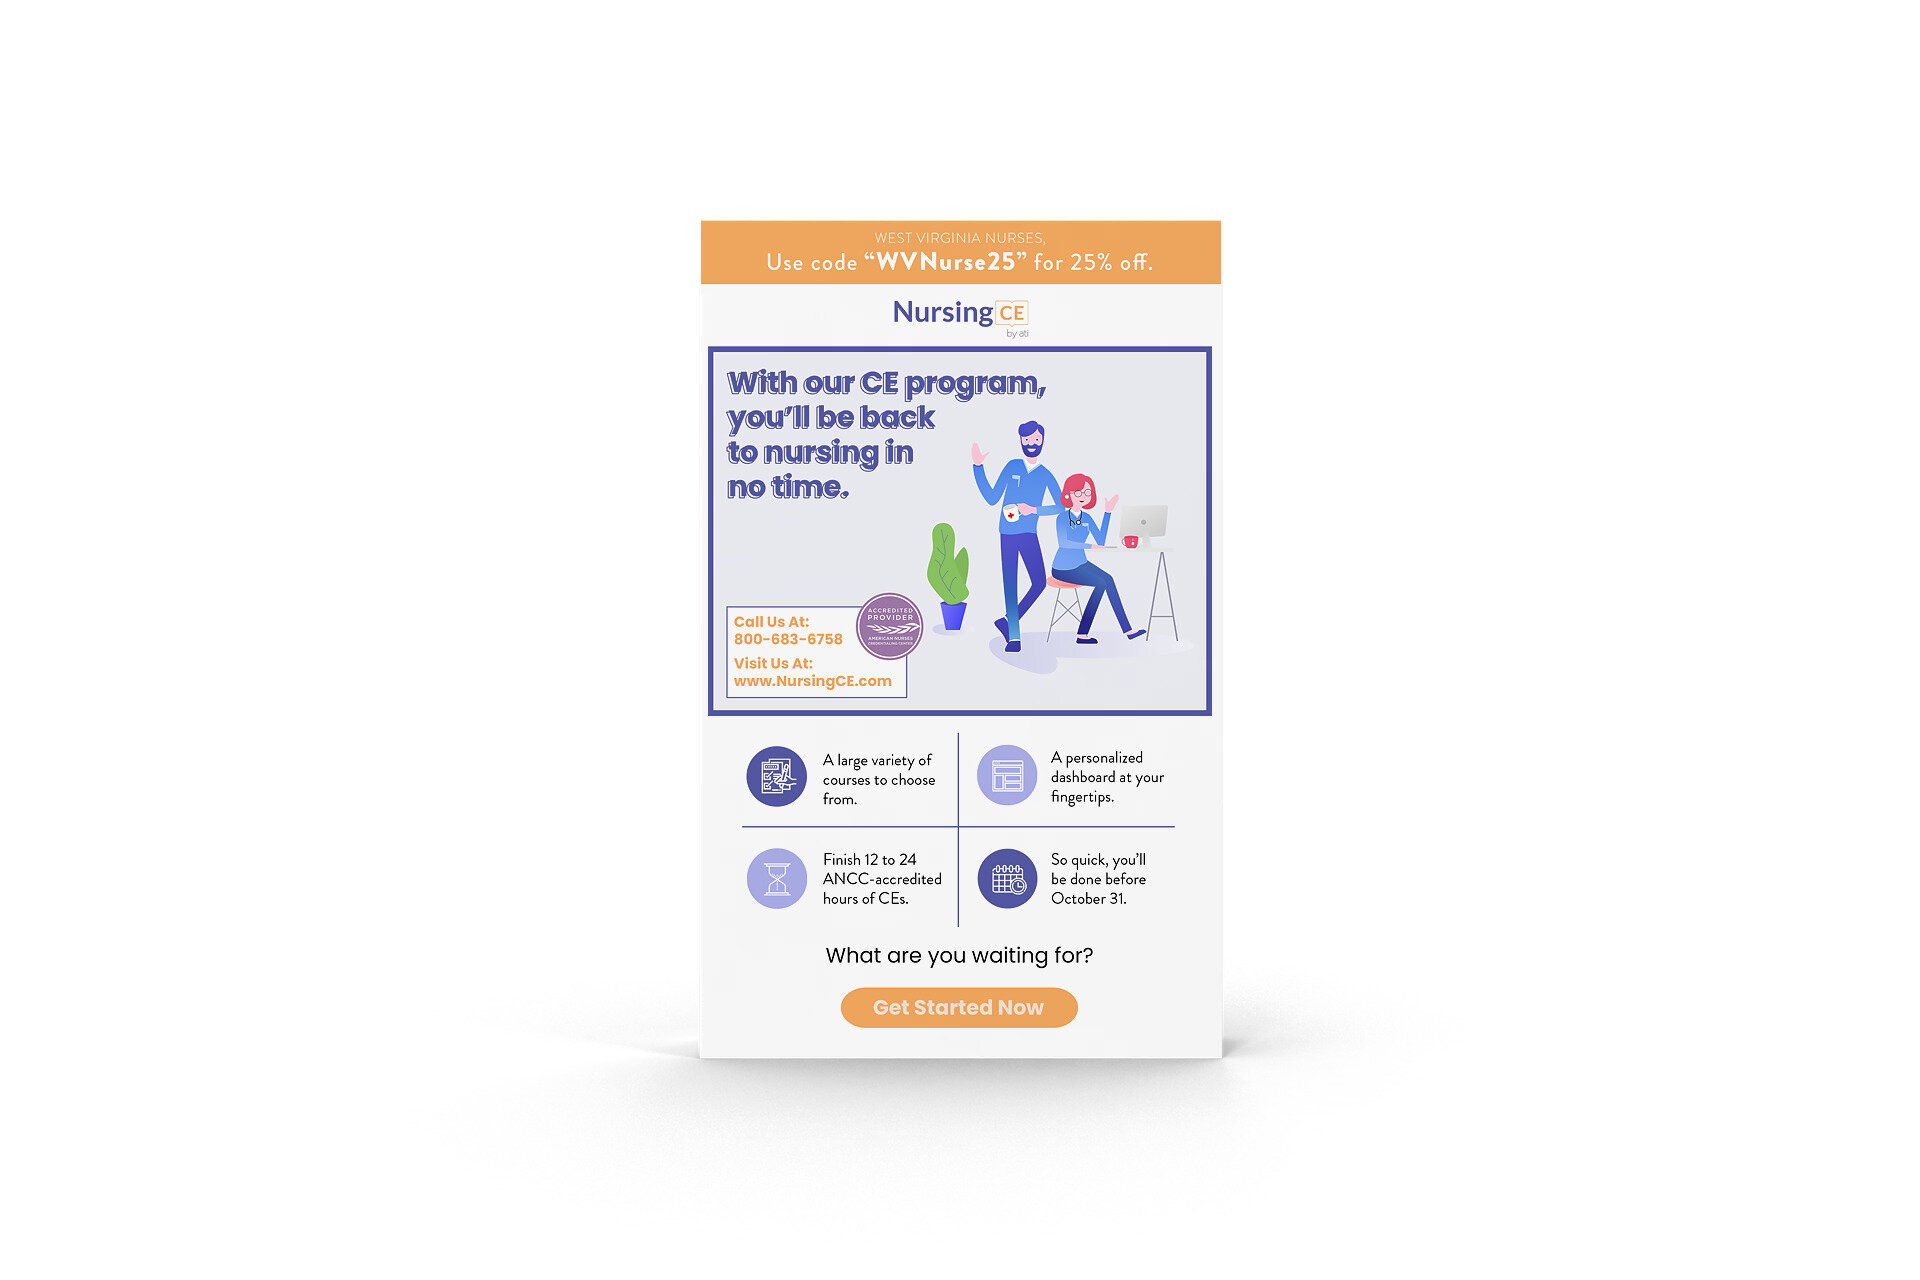 WEST VIRGINIA NURSES,
Use code “WVNurse25” for 25% off.
Nursing CE
by ati
With our CE program,
you’ll be back
to nursing in
no time.
Call Us At:
800-683-6758
Visit Us At:
www.NursingCE.com
ACCREDITED
PROVIDER
AMERICAN NURSES
CREDENTIALING CENTER
A large variety of
courses to choose
from.
A personalized
dashboard at your
fingertips.
Finish 12 to 24
ANCC-accredited
hours of CEs.
So quick, you’ll
be done before
October 31.
What are you waiting for?
Get Started Now